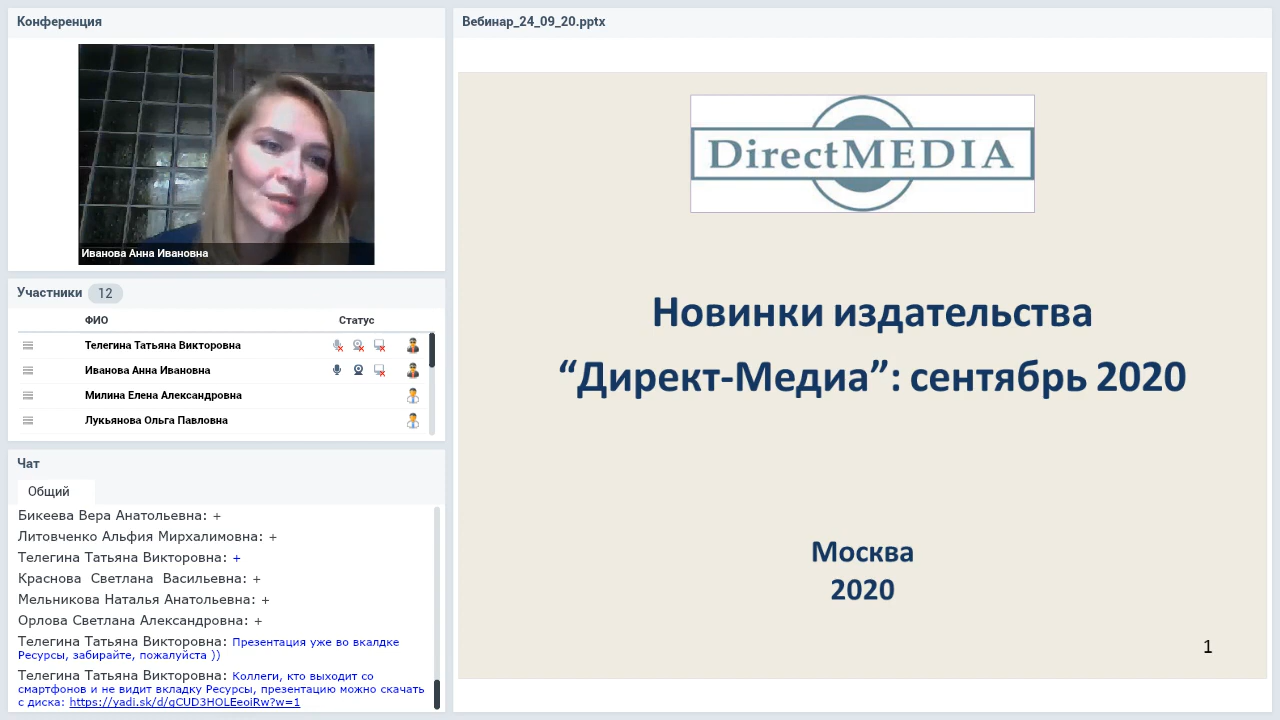 Конференция
Иванова Анна Ивановна
Участники 12
ФИО Статус
Телегина Татьяна Викторовна
Иванова Анна Ивановна
Милина Елена Александровна
Лукьянова Ольга Павловна
Чат
Общий
Бикеева Вера Анатольевна: +
Литовченко Альфия Мирхалимовна: +
Телегина Татьяна Викторовна: +
Краснова Светлана Васильевна: +
Мельникова Наталья Анатольевна: +
Орлова Светлана Александровна: +
Телегина Татьяна Викторовна: Презентация уже во вкалдке
Ресурсы, забирайте, пожалуйста ))
Телегина Татьяна Викторовна: Коллеги, кто выходит со
смартфонов и не видит вкладку Ресурсы, презентацию можно скачать
с диска: https://yadi.sk/d/gCUD3HOLEeoiRw?w=1
Вебинар_24_09_20.pptx
DirectMEDIA
Новинки издательства
“Директ-Медиа”: сентябрь 2020
Москва
2020
1